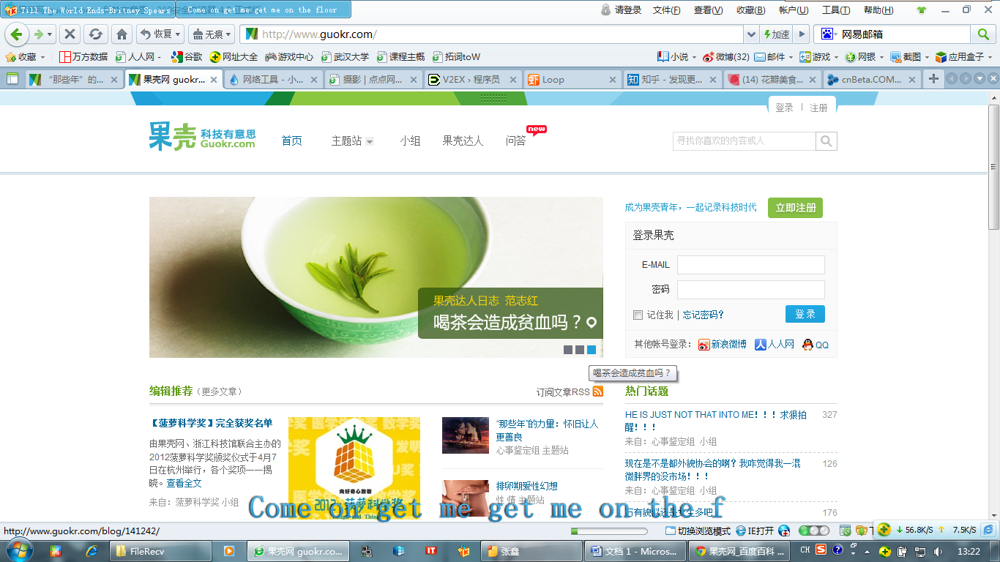 Till The World Ends-Britney Spears
Come on get me get me on the floor
请登录 文件(F) 查看(V) 收藏(B) 帐户(U) 工具(T) 帮助(H)
恢复 无痕 http://www.guokr.com/ 加速 网易邮箱
收藏 万方数据 人人网 - 谷歌 网址大全 游戏中心 武汉大学 课程主概 拓词toW 小说 微博(32) 邮件 游戏 网银 截图 应用盒子
“那些年”的... 果壳网 guokr... 网络工具 - 小... 摄影 | 点点网... V2EX › 程序员 Loop 知乎 - 发现更... (14) 花瓣美食... cnBeta.COM...
登录 | 注册
果壳 科技有意思
Guokr.com
首页 主题站 小组 果壳达人 问答 new
寻找你喜欢的内容或人
成为果壳青年，一起记录科技时代 立即注册
登录果壳
E-MAIL
密码
记住我 | 忘记密码? 登 录
其他帐号登录： 新浪微博 人人网 QQ
果壳达人日志 范志红
喝茶会造成贫血吗？
喝茶会造成贫血吗？
编辑推荐（更多文章） 订阅文章RSS
【菠萝科学奖】完全获奖名单
由果壳网、浙江科技馆联合主办的
2012菠萝科学奖颁奖仪式于4月7
日在杭州举行，各个奖项一一揭
晓。查看全文
来自：菠萝科学奖 小组
向好奇心致敬
2012 菠萝科学奖
“那些年”的力量：怀旧让人
更善良
心事鉴定组 主题站
排卵期爱性幻想
性 情 主题站
热门话题
HE IS JUST NOT THAT INTO ME！！！求狠拍
醒！！！ 327
来自：心事鉴定组 小组
现在是不是都外貌协会的啊？我咋觉得我一混
微胖界的没市场！！！ 126
来自：心事鉴定组 小组
176
Come on get me get me on the f
http://www.guokr.com/blog/141242/ 切换浏览模式 IE打开 56.8K/S 7.5K/S
FileRecv 果壳网 guokr.co... 张鑫 文档 1 - Micros... 果壳网_百度百科 ... CH 13:22